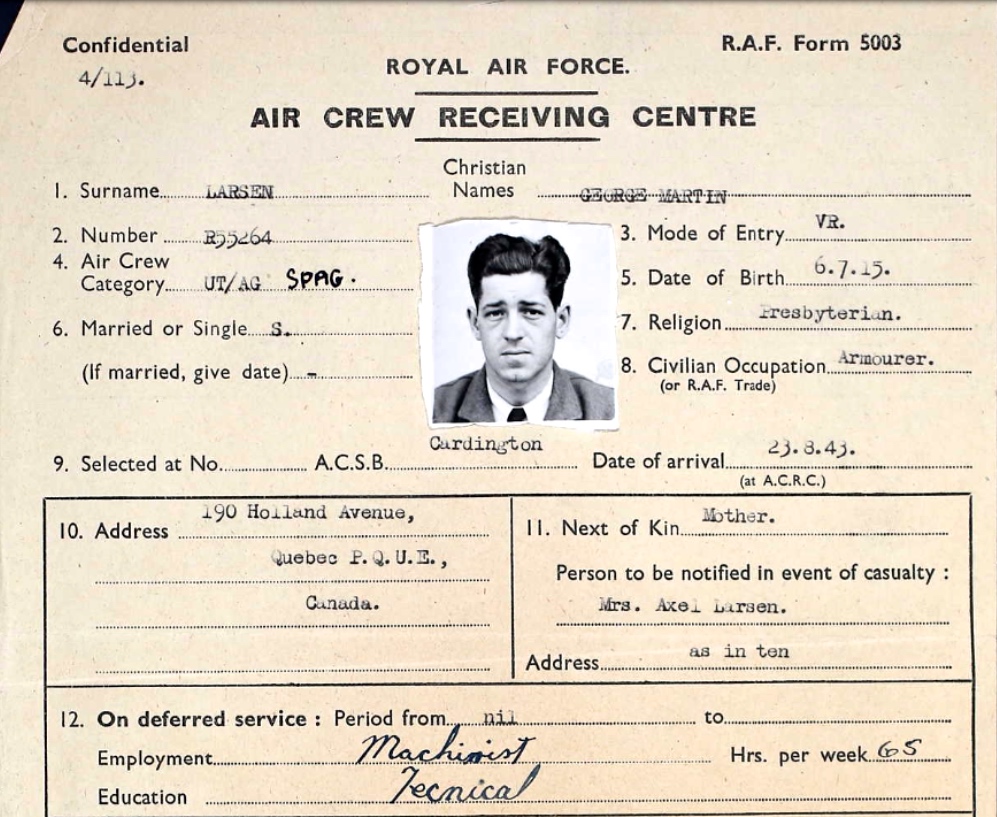 Confidential
R.A.F. Form 5003
4/113.
ROYAL AIR FORCE.
AIR CREW RECEIVING CENTRE
1. Surname LARSEN Christian Names GEORGE MARTIN
2. Number R55264
3. Mode of Entry VR.
4. Air Crew Category UT/AG SPAG.
5. Date of Birth 6.7.15.
6. Married or Single S.
7. Religion Presbyterian.
(If married, give date) -
8. Civilian Occupation Armourer.
(or R.A.F. Trade)
9. Selected at No. A.C.S.B. Cardington Date of arrival 23.8.43.
(at A.C.R.C.)
10. Address 190 Holland Avenue,
Quebec P.Q.U.E.,
Canada.
11. Next of Kin Mother.
Person to be notified in event of casualty :
Mrs. Axel Larsen.
Address as in ten
12. On deferred service : Period from nil to
Employment Machinist Hrs. per week 65
Education Tecnical